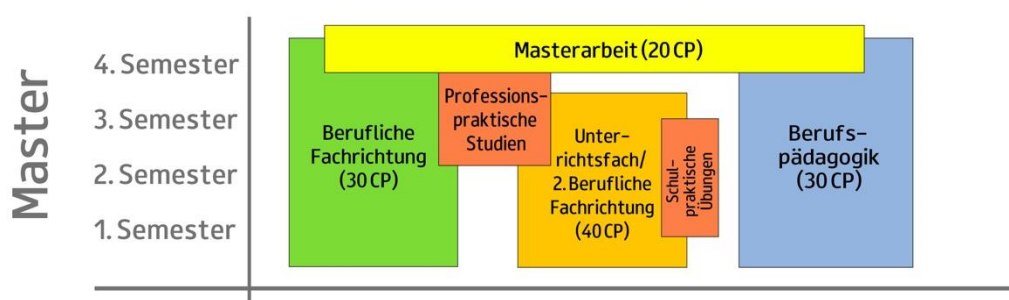 Master
4. Semester
3. Semester
2. Semester
1. Semester
Masterarbeit (20 CP)
Berufliche
Fachrichtung
(30 CP)
Professions-
praktische
Studien
Unter-
richtsfach/
2. Berufliche
Fachrichtung
(40 CP)
Schul-
praktische
Übungen
Berufs-
pädagogik
(30 CP)